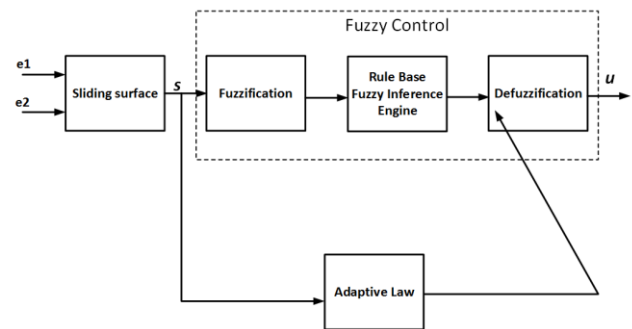 Fuzzy Control
e1
e2
Sliding surface
s
Fuzzification
Rule Base
Fuzzy Inference
Engine
Defuzzification
u
Adaptive Law